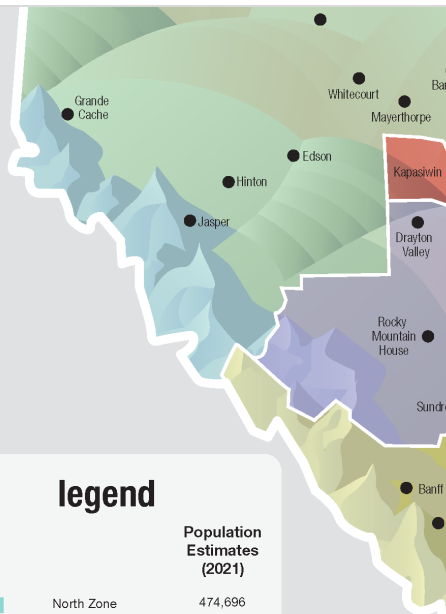 Whitecourt
Grande
Cache
Mayerthorpe
Edson
Kapasiwin
Hinton
Jasper
Drayton
Valley
Rocky
Mountain
House
Banff
legend
Population
Estimates
(2021)
North Zone 474,696